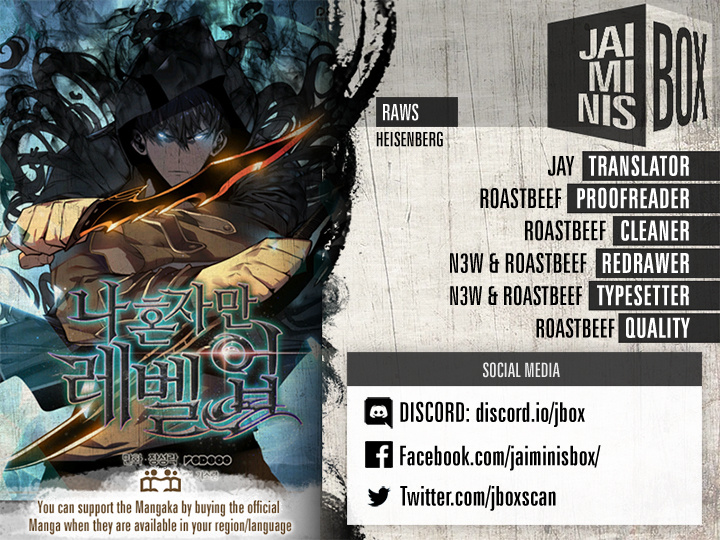 나 혼자만
레벨업
You can support the Mangaka by buying the official
Manga when they are available in your region/language
JAI
MI
NIS
BOX
RAWS
HEISENBERG
JAY TRANSLATOR
ROASTBEEF PROOFREADER
ROASTBEEF CLEANER
N3W & ROASTBEEF REDRAWER
N3W & ROASTBEEF TYPESETTER
ROASTBEEF QUALITY
SOCIAL MEDIA
DISCORD: discord.io/jbox
Facebook.com/jaiminisbox/
Twitter.com/jboxscan